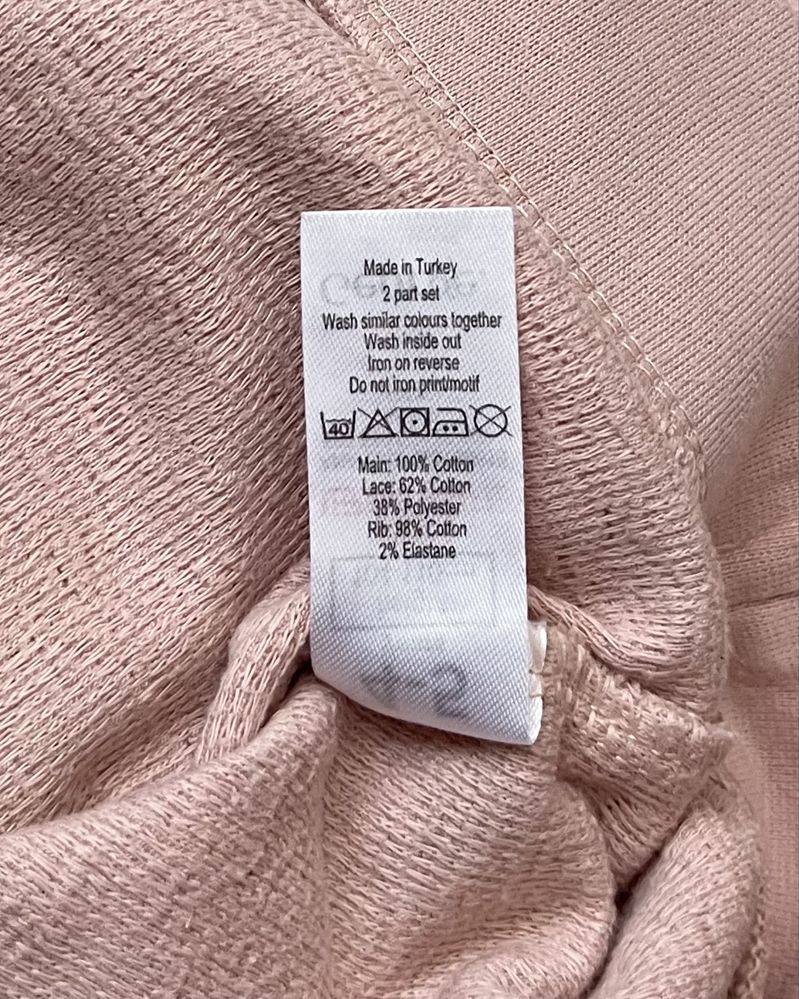 Made in Turkey
2 part set
Wash similar colours together
Wash inside out
Iron on reverse
Do not iron print/motif
40
Main: 100% Cotton
Lace: 62% Cotton
38% Polyester
Rib: 98% Cotton
2% Elastane